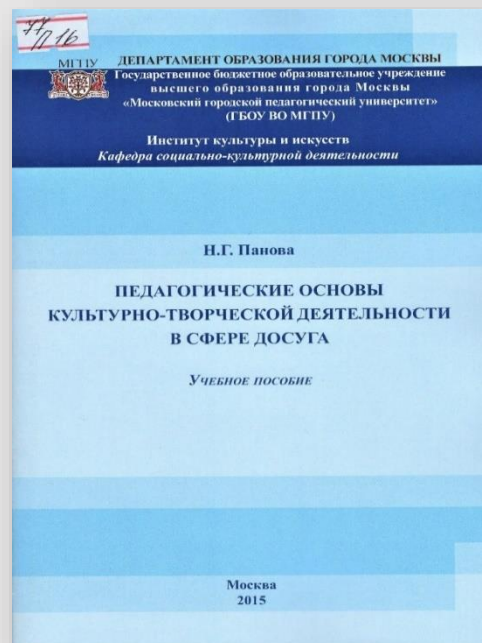 77
П 16
МГПУ
ДЕПАРТАМЕНТ ОБРАЗОВАНИЯ ГОРОДА МОСКВЫ
Государственное бюджетное образовательное учреждение
высшего образования города Москвы
«Московский городской педагогический университет»
(ГБОУ ВО МГПУ)
Институт культуры и искусств
Кафедра социально-культурной деятельности
Н.Г. Панова
ПЕДАГОГИЧЕСКИЕ ОСНОВЫ
КУЛЬТУРНО-ТВОРЧЕСКОЙ ДЕЯТЕЛЬНОСТИ
В СФЕРЕ ДОСУГА
УЧЕБНОЕ ПОСОБИЕ
Москва
2015